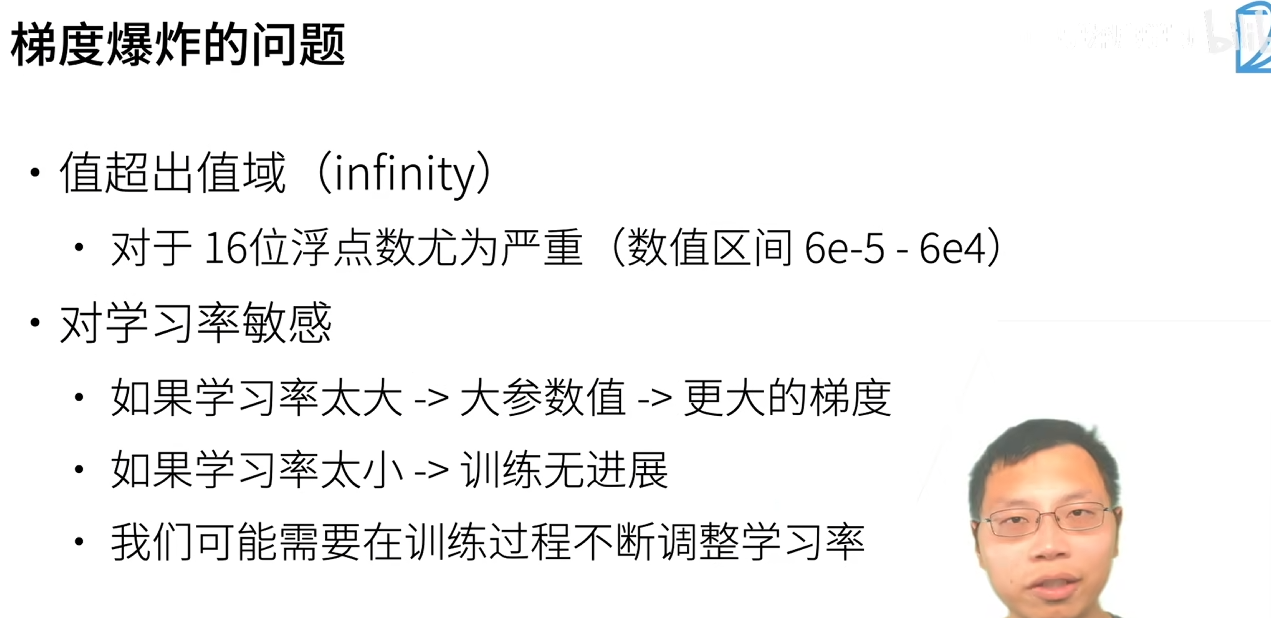 梯度爆炸的问题
• 值超出值域（infinity）
• 对于 16位浮点数尤为严重（数值区间 6e-5 - 6e4）
• 对学习率敏感
• 如果学习率太大 -> 大参数值 -> 更大的梯度
• 如果学习率太小 -> 训练无进展
• 我们可能需要在训练过程不断调整学习率